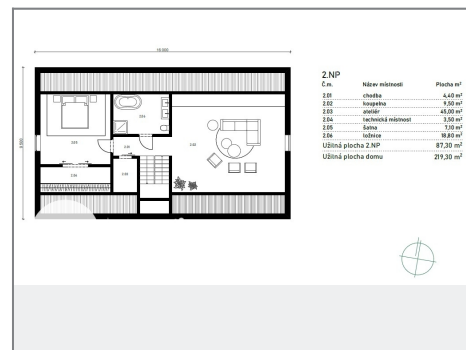 2.NP
Č.m. Název místnosti Plocha m²
2.01 chodba 4,40 m²
2.02 koupelna 9,50 m²
2.03 ateliér 45,00 m²
2.04 technická místnost 3,50 m²
2.05 šatna 7,10 m²
2.06 ložnice 18,80 m²
Užilná plocha 2.NP 87,30 m²
Užilná plocha domu 219,30 m²